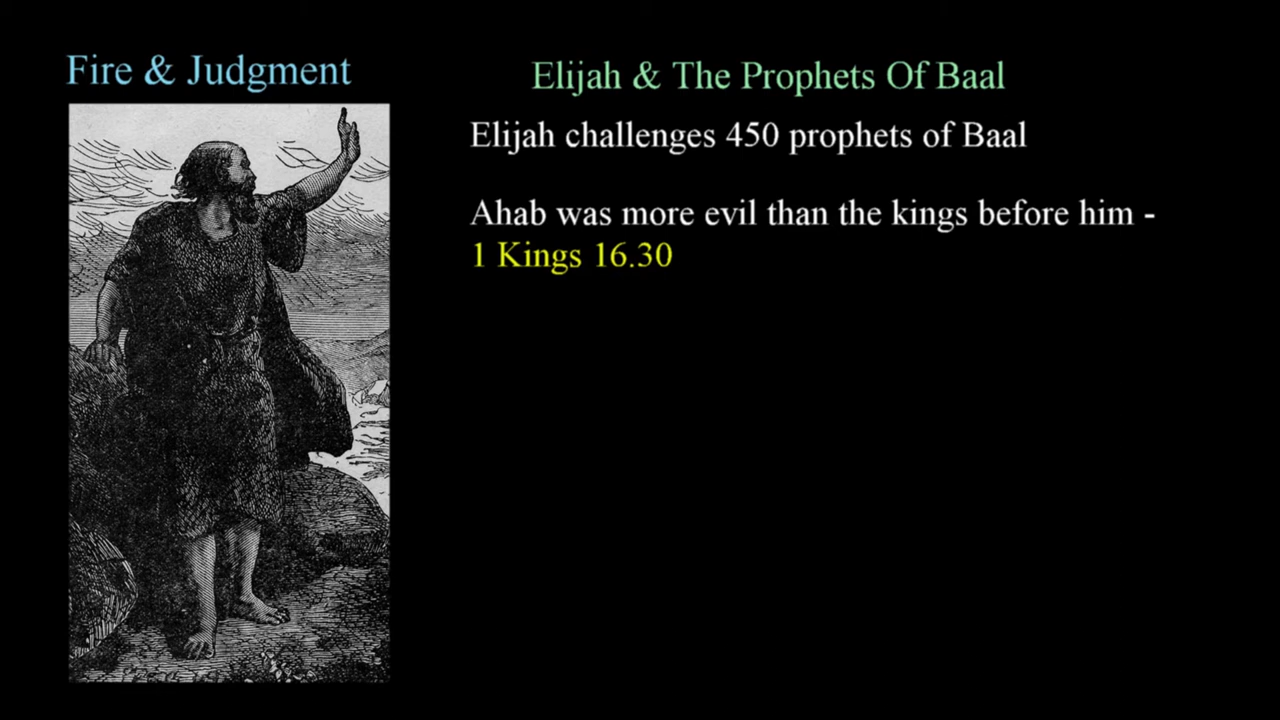 Fire & Judgment
Elijah & The Prophets Of Baal
Elijah challenges 450 prophets of Baal
Ahab was more evil than the kings before him -
1 Kings 16.30